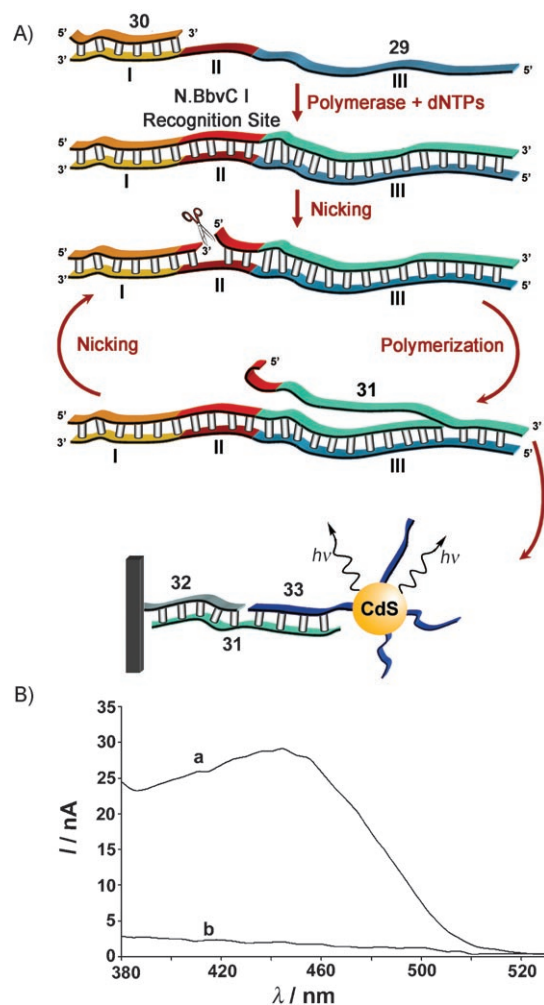 A)
30
3’
29
5’
3’
I
II
III
5’
N.BbvC I
Recognition Site
Polymerase + dNTPs
3’
5’
3’
I
II
III
5’
Nicking
5’
3’
5’
3’
3’
I
II
III
5’
Nicking
Polymerization
5’
31
5’
3’
3’
I
II
III
5’
32
33
hν
hν
CdS
31
B)
35
30
25
20
15
10
5
0
I / nA
a
b
380
420
460
500
520
λ / nm